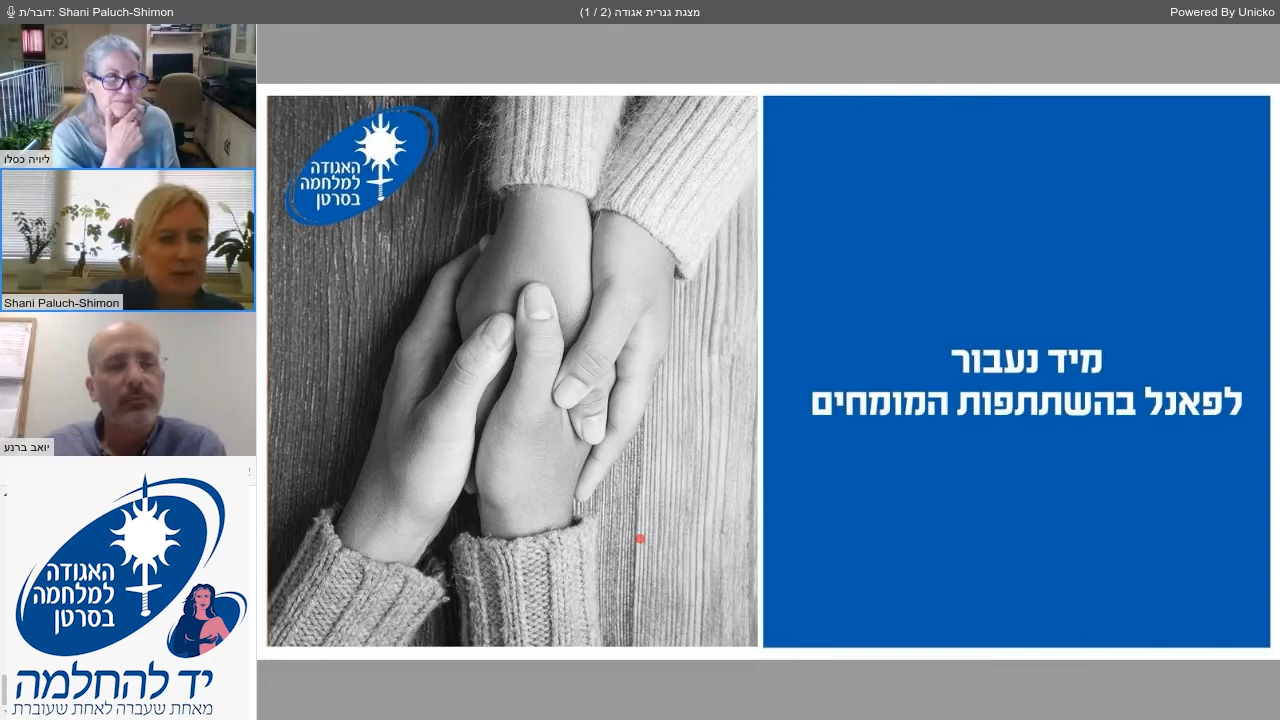 דובר/ת: Shani Paluch-Shimon
מצגת גנרית אגודה (2 / 1)
Powered By Unicko
ליויה כסלו
Shani Paluch-Shimon
יואב ברנע
האגודה
למלחמה
בסרטן
מיד נעבור
לפאנל בהשתתפות המומחים
האגודה
למלחמה
בסרטן
יד להחלמה
מאחת שעברה לאחת שעוברת